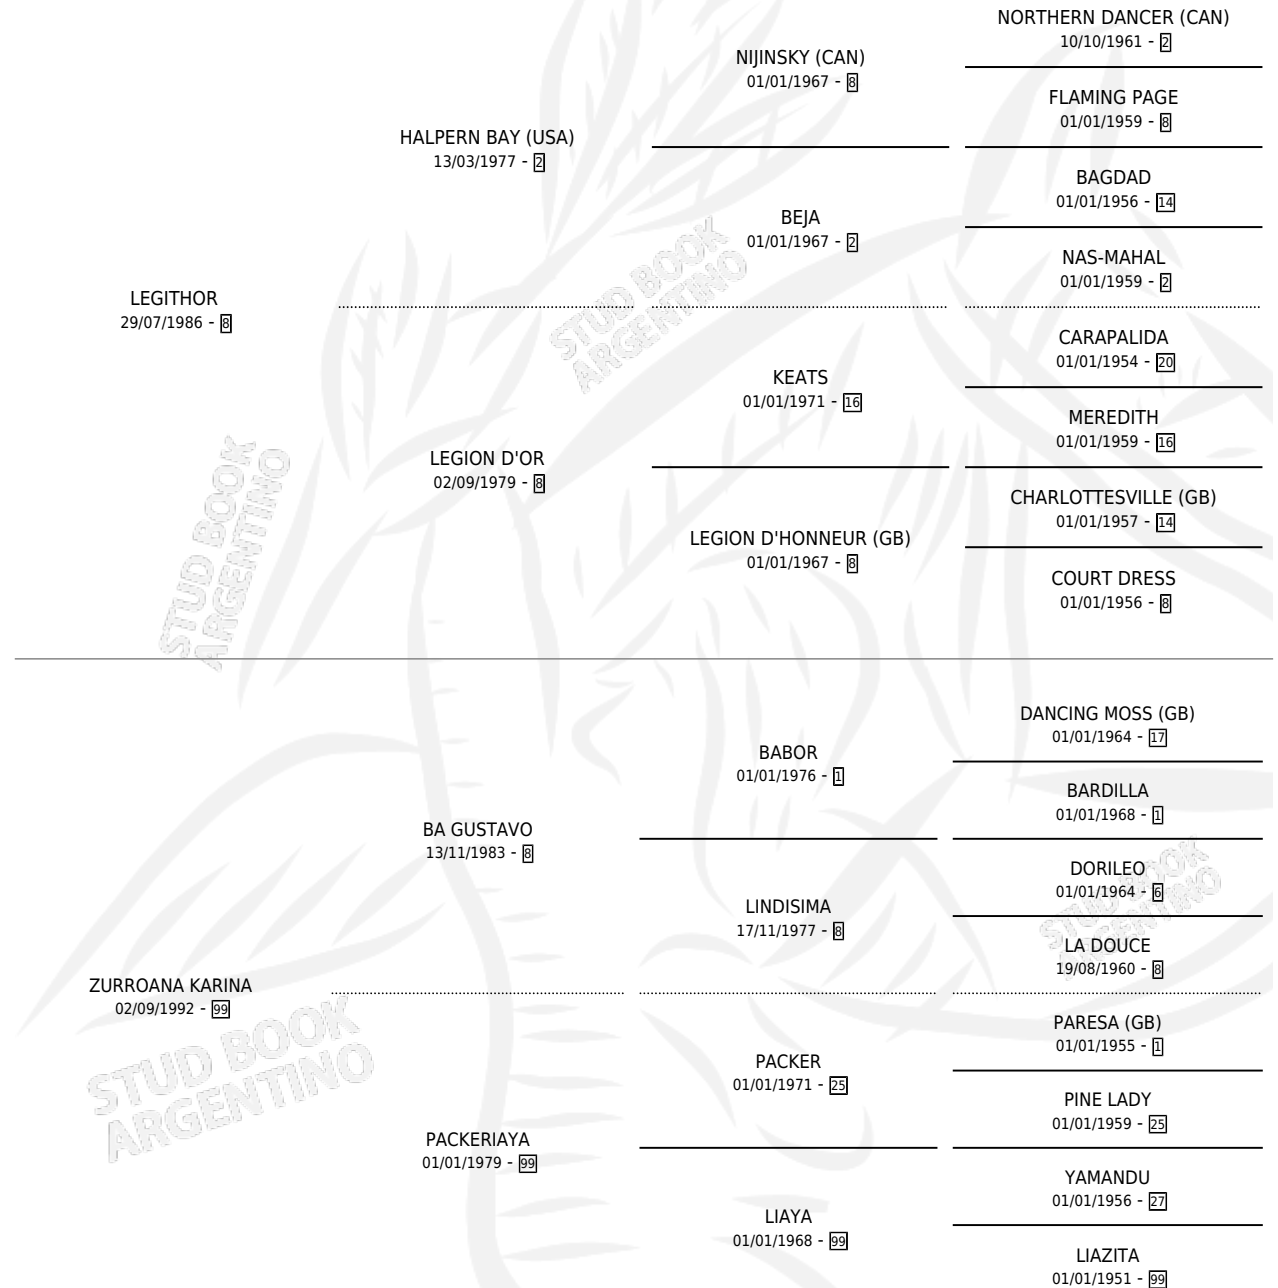 NORTHERN DANCER (CAN)
10/10/1961 - 2
NIJINSKY (CAN)
01/01/1967 - 8
FLAMING PAGE
01/01/1959 - 8
HALPERN BAY (USA)
13/03/1977 - 2
BAGDAD
01/01/1956 - 14
BEJA
01/01/1967 - 2
NAS-MAHAL
01/01/1959 - 2
LEGITHOR
29/07/1986 - 8
CARAPALIDA
01/01/1954 - 20
KEATS
01/01/1971 - 16
MEREDITH
01/01/1959 - 16
LEGION D'OR
02/09/1979 - 8
CHARLOTTESVILLE (GB)
01/01/1957 - 14
LEGION D'HONNEUR (GB)
01/01/1967 - 8
COURT DRESS
01/01/1956 - 8
DANCING MOSS (GB)
01/01/1964 - 17
BABOR
01/01/1976 - 1
BARDILLA
01/01/1968 - 1
BA GUSTAVO
13/11/1983 - 8
DORILEO
01/01/1964 - 6
LINDISIMA
17/11/1977 - 8
LA DOUCE
19/08/1960 - 8
ZURROANA KARINA
02/09/1992 - 99
PARESA (GB)
01/01/1955 - 1
PACKER
01/01/1971 - 25
PINE LADY
01/01/1959 - 25
PACKERIAYA
01/01/1979 - 99
YAMANDU
01/01/1956 - 27
LIAYA
01/01/1968 - 99
LIAZITA
01/01/1951 - 99
STUD BOOK
ARGENTINO
STUD BOOK
ARGENTINO
STUD BOOK
ARGENTINO
STUD BOOK
ARGENTINO